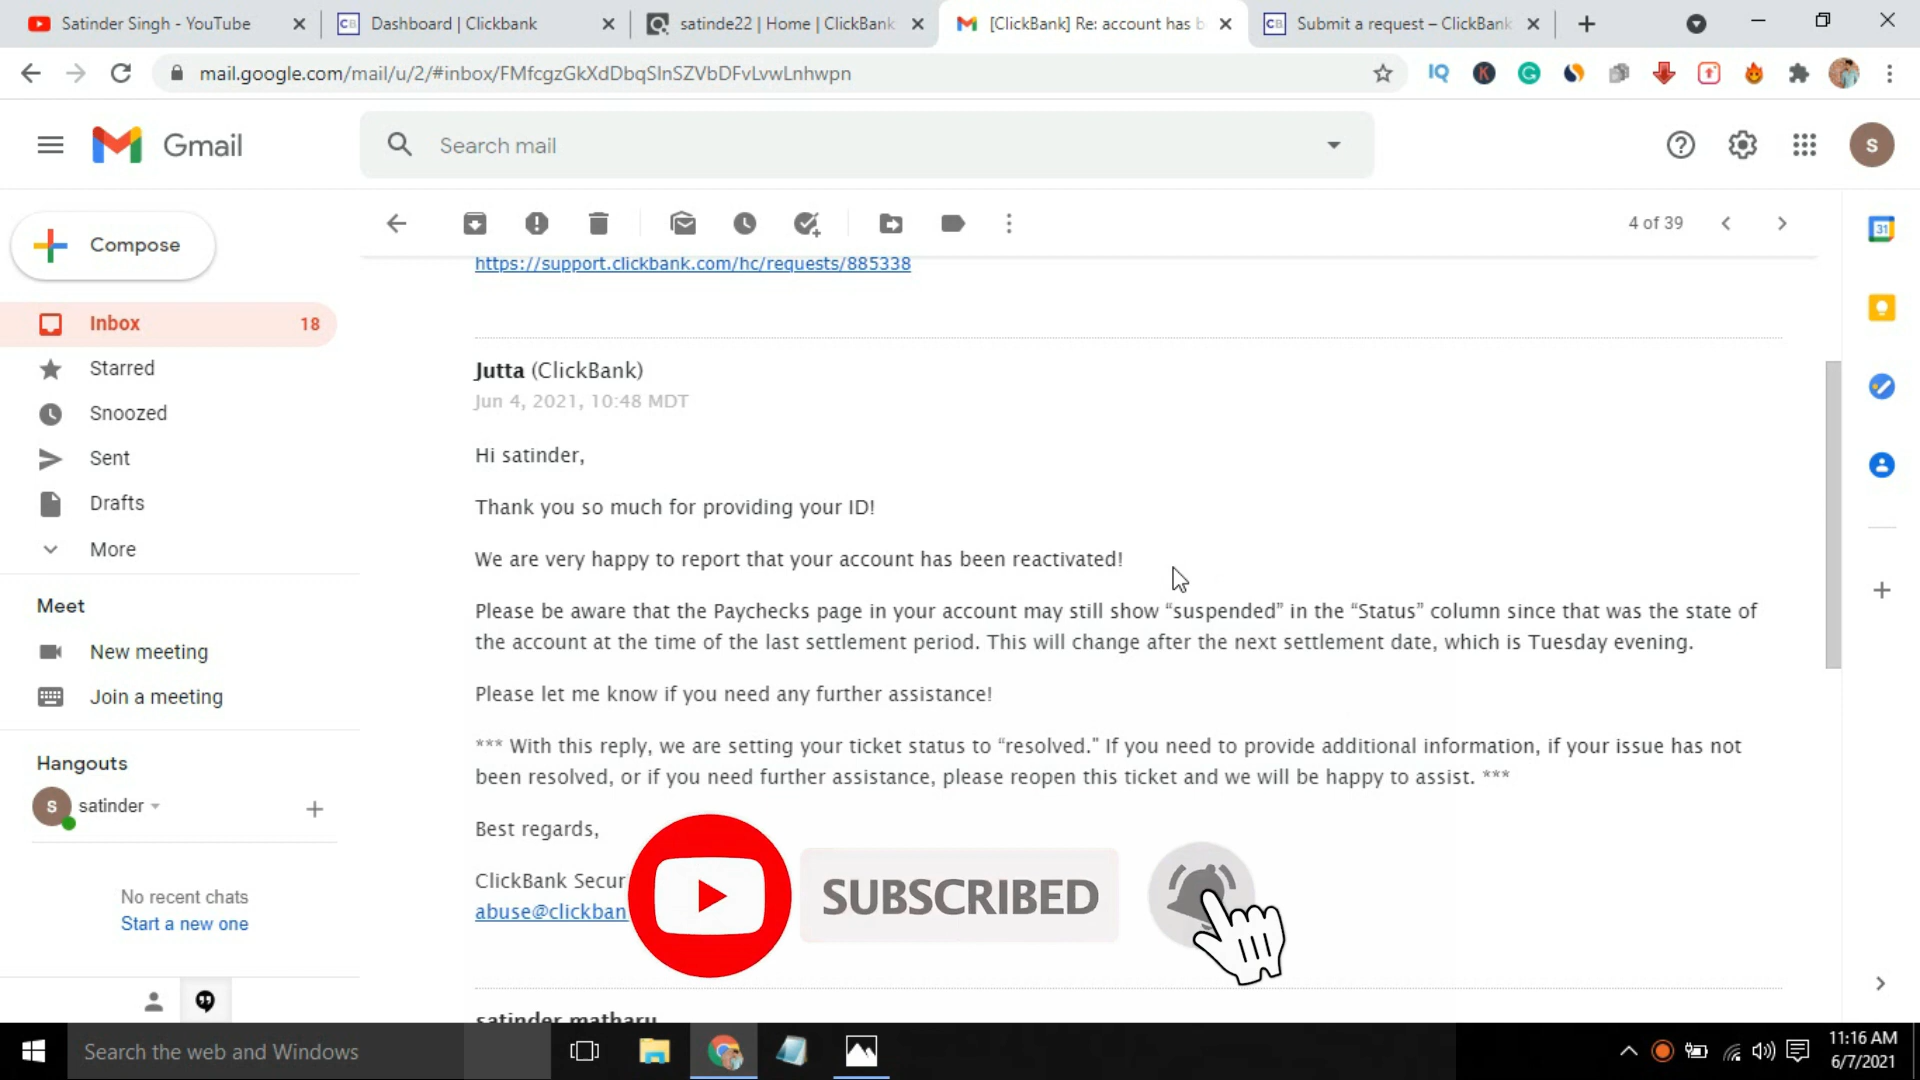 Satinder Singh - YouTube
CB Dashboard | Clickbank
satinde22 | Home | ClickBank
[ClickBank] Re: account has b
CB Submit a request – ClickBank
mail.google.com/mail/u/2/#inbox/FMfcgzGkXdDbqSlnSZVbDFvLvwLnhwpn
IQ K G
Gmail
Search mail
S
Compose
4 of 39
31
https://support.clickbank.com/hc/requests/885338
Inbox 18
Starred
Snoozed
Sent
Drafts
More
Meet
New meeting
Join a meeting
Hangouts
S satinder
No recent chats
Start a new one
Jutta (ClickBank)
Jun 4, 2021, 10:48 MDT
Hi satinder,
Thank you so much for providing your ID!
We are very happy to report that your account has been reactivated!
Please be aware that the Paychecks page in your account may still show “suspended” in the “Status” column since that was the state of
the account at the time of the last settlement period. This will change after the next settlement date, which is Tuesday evening.
Please let me know if you need any further assistance!
*** With this reply, we are setting your ticket status to “resolved.” If you need to provide additional information, if your issue has not
been resolved, or if you need further assistance, please reopen this ticket and we will be happy to assist. ***
Best regards,
ClickBank Secur
abuse@clickban
SUBSCRIBED
satinder matharu
Search the web and Windows
11:16 AM
6/7/2021